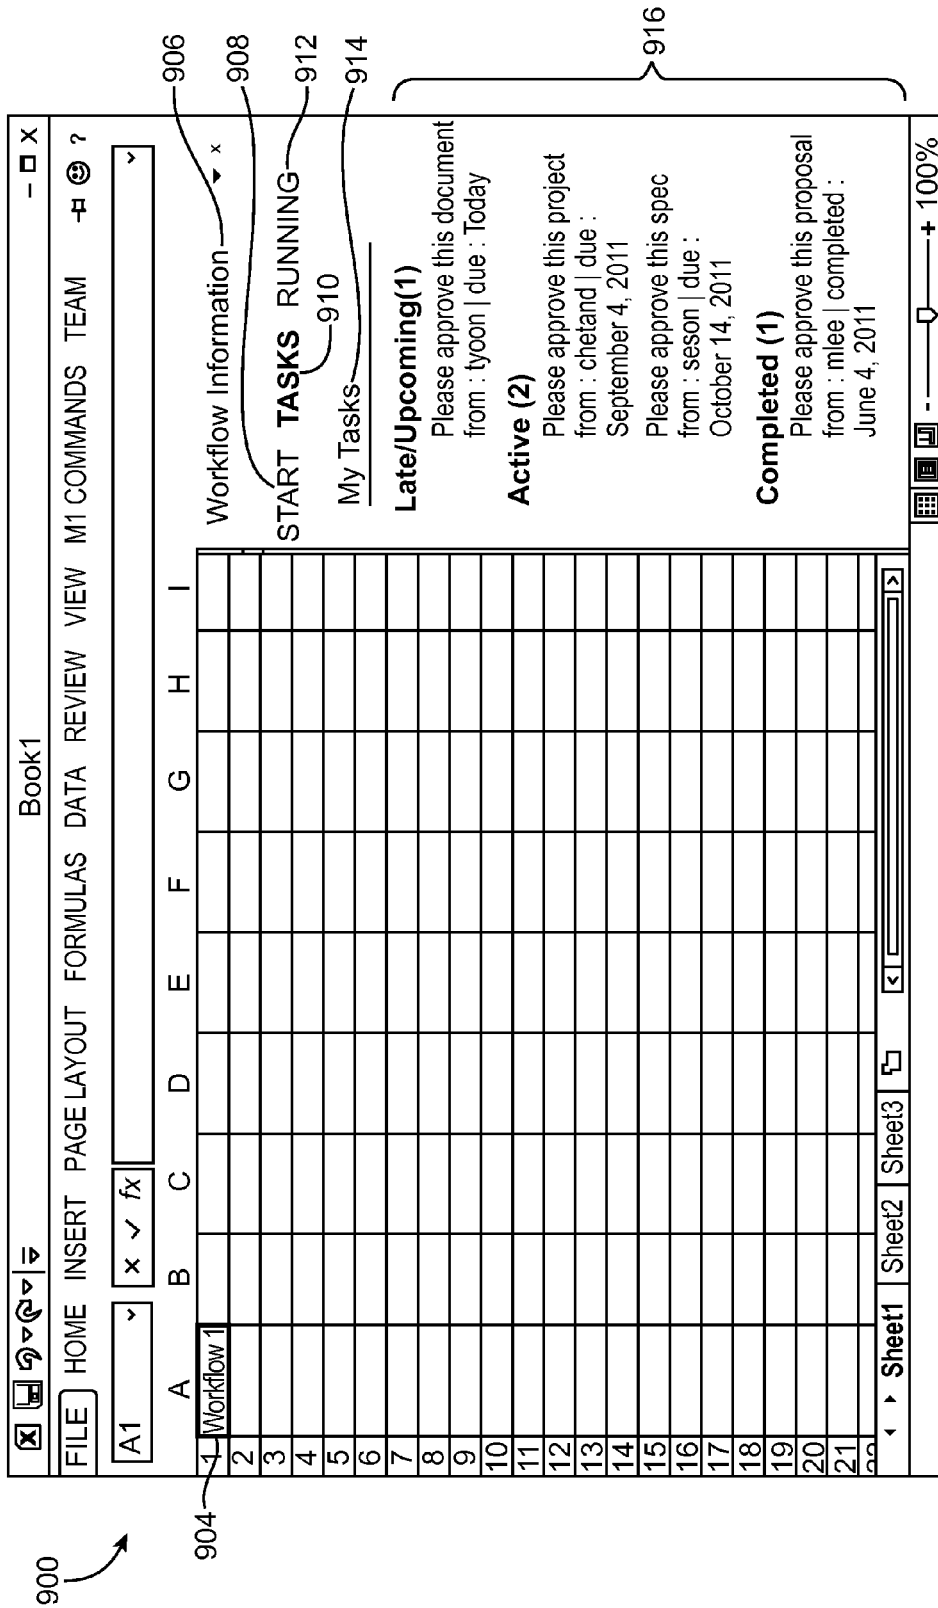 900
Book1
FILE HOME INSERT PAGE LAYOUT FORMULAS DATA REVIEW VIEW M1 COMMANDS TEAM ?
A1 fx
A B C D E F G H I
904
1 Workflow 1
2
3
4
5
6
7
8
9
10
11
12
13
14
15
16
17
18
19
20
21
Workflow Information 906
x
START TASKS RUNNING
908
910
912
My Tasks 914
Late/Upcoming(1)
Please approve this document
from : tyoon | due : Today
Active (2)
Please approve this project
from : chetand | due :
September 4, 2011
Please approve this spec
from : seson | due :
October 14, 2011
Completed (1)
Please approve this proposal
from : mlee | completed :
June 4, 2011
916
Sheet1 Sheet2 Sheet3
- + 100%